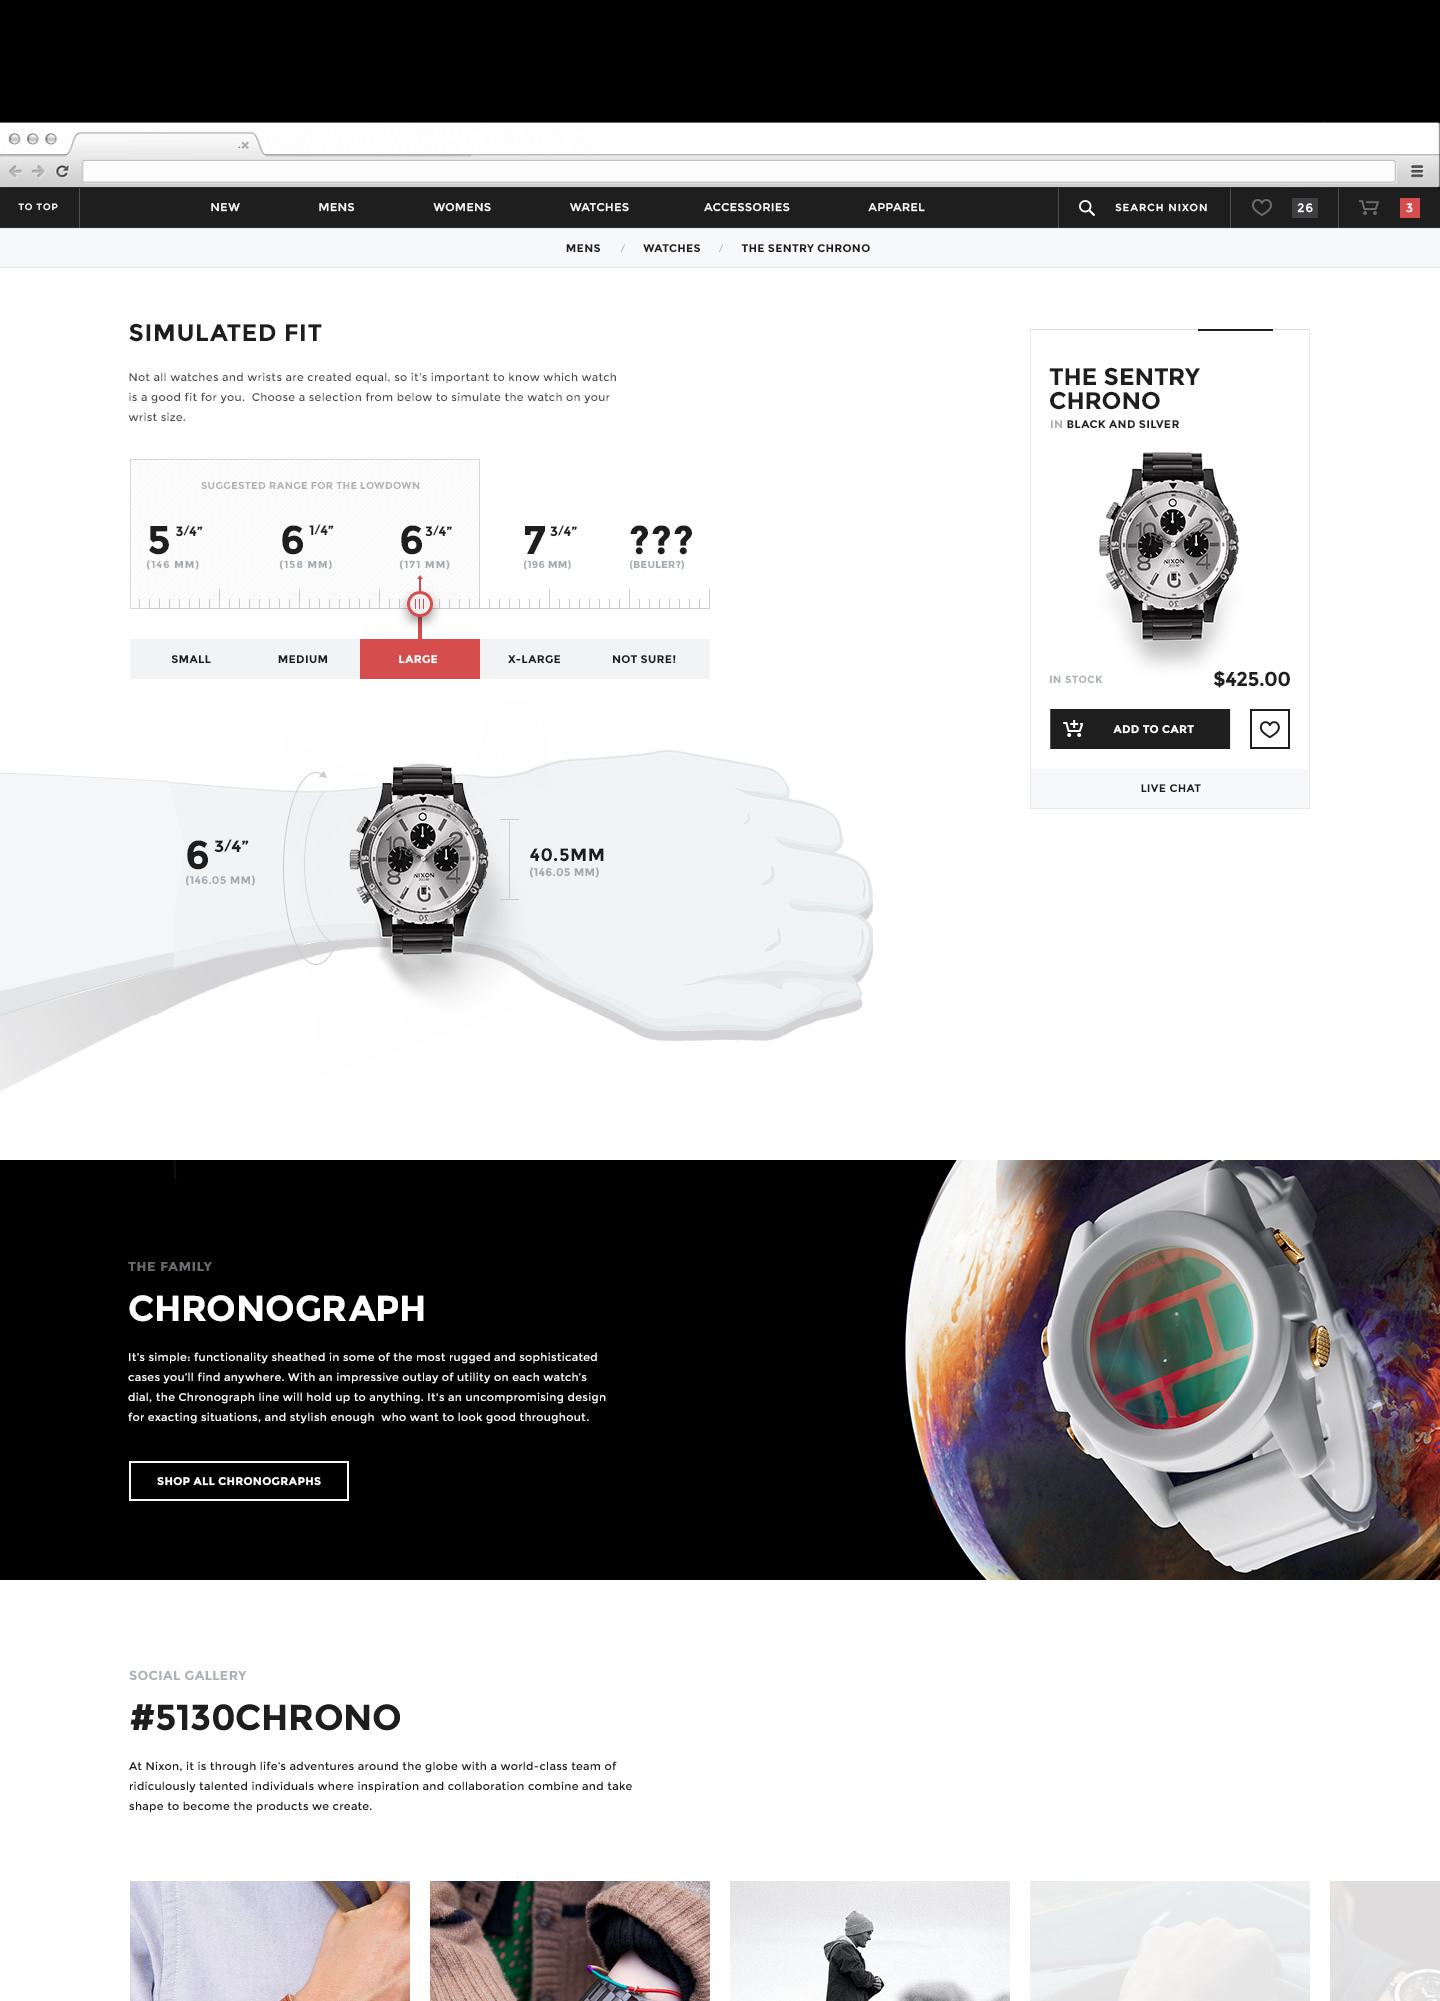 TO TOP
NEW
MENS
WOMENS
WATCHES
ACCESSORIES
APPAREL
SEARCH NIXON
26
3
MENS / WATCHES / THE SENTRY CHRONO
SIMULATED FIT
Not all watches and wrists are created equal, so it's important to know which watch
is a good fit for you. Choose a selection from below to simulate the watch on your
wrist size.
SUGGESTED RANGE FOR THE LOWDOWN
5 3/4" 6 1/4" 6 3/4" 7 3/4" ???
(146 MM) (158 MM) (171 MM) (196 MM) (BEULER?)
SMALL MEDIUM LARGE X-LARGE NOT SURE!
THE SENTRY
CHRONO
IN BLACK AND SILVER
NIXON
IN STOCK $425.00
ADD TO CART
LIVE CHAT
6 3/4"
(146.05 MM)
NIXON
40.5MM
(146.05 MM)
THE FAMILY
CHRONOGRAPH
It's simple: functionality sheathed in some of the most rugged and sophisticated
cases you'll find anywhere. With an impressive outlay of utility on each watch's
dial, the Chronograph line will hold up to anything. It's an uncompromising design
for exacting situations, and stylish enough who want to look good throughout.
SHOP ALL CHRONOGRAPHS
SOCIAL GALLERY
#5130CHRONO
At Nixon, it is through life's adventures around the globe with a world-class team of
ridiculously talented individuals where inspiration and collaboration combine and take
shape to become the products we create.